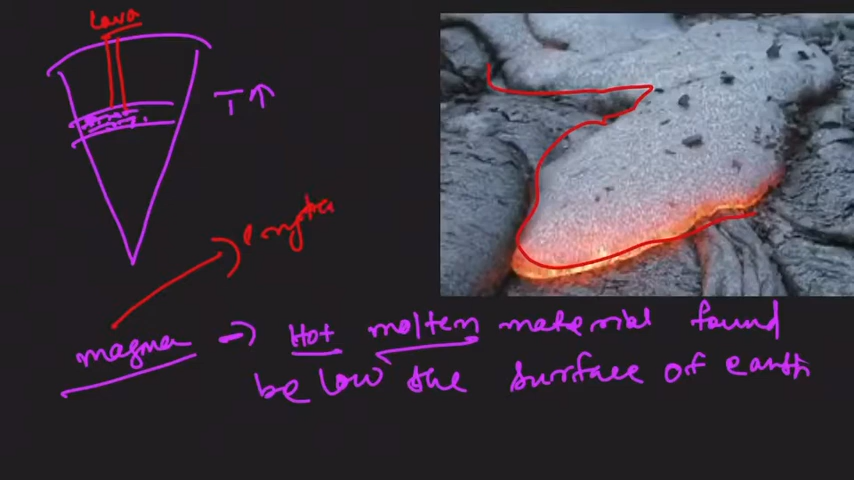 Lava
T↑
magma → Hot molten material found
below the surface of earth